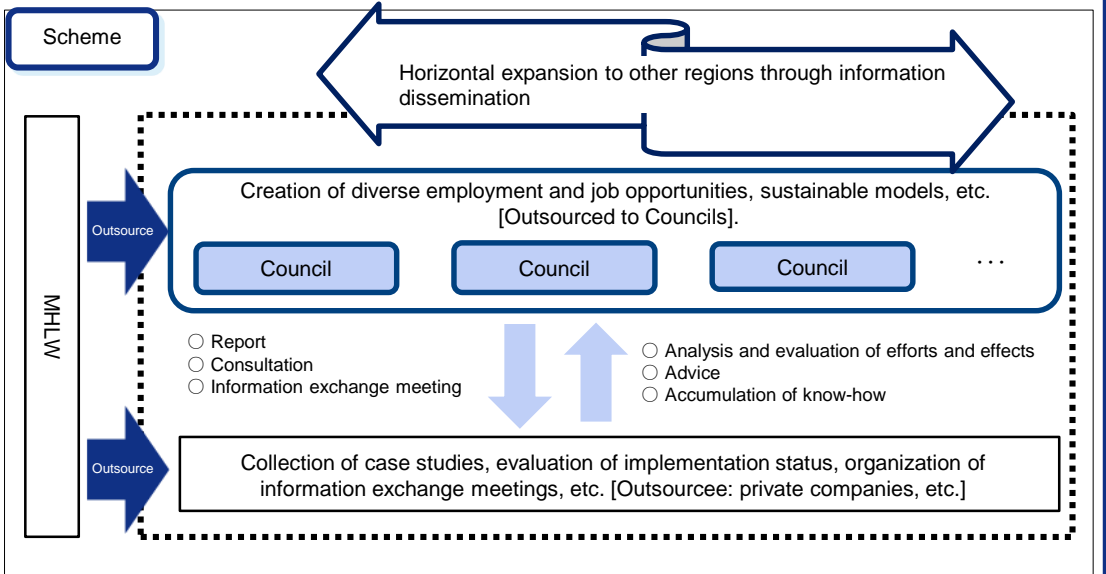 Scheme
Horizontal expansion to other regions through information
dissemination
MHLW
Outsource
Creation of diverse employment and job opportunities, sustainable models, etc.
[Outsourced to Councils].
Council
Council
Council
...
○ Report
○ Consultation
○ Information exchange meeting
○ Analysis and evaluation of efforts and effects
○ Advice
○ Accumulation of know-how
Outsource
Collection of case studies, evaluation of implementation status, organization of
information exchange meetings, etc. [Outsourcee: private companies, etc.]